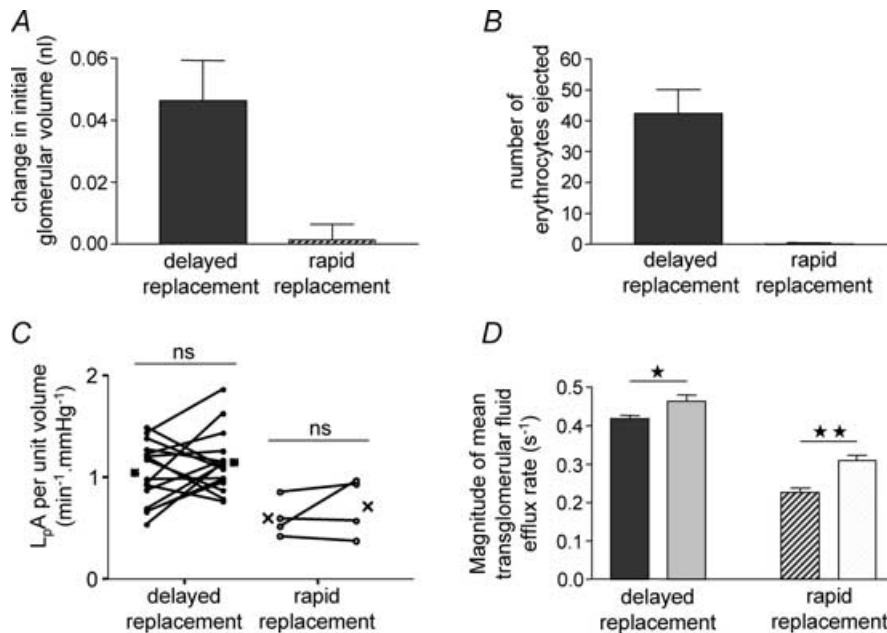 A
change in initial
glomerular volume (nl)
0.06
0.04
0.02
0.00
delayed
replacement
rapid
replacement
B
number of
erythrocytes ejected
60
50
40
30
20
10
0
delayed
replacement
rapid
replacement
C
LpA per unit volume
(min-1.mmHg-1)
2
1
0
ns
ns
delayed
replacement
rapid
replacement
D
Magnitude of mean
transglomerular fluid
efflux rate (s-1)
0.5
0.4
0.3
0.2
0.1
0.0
★
★★
delayed
replacement
rapid
replacement